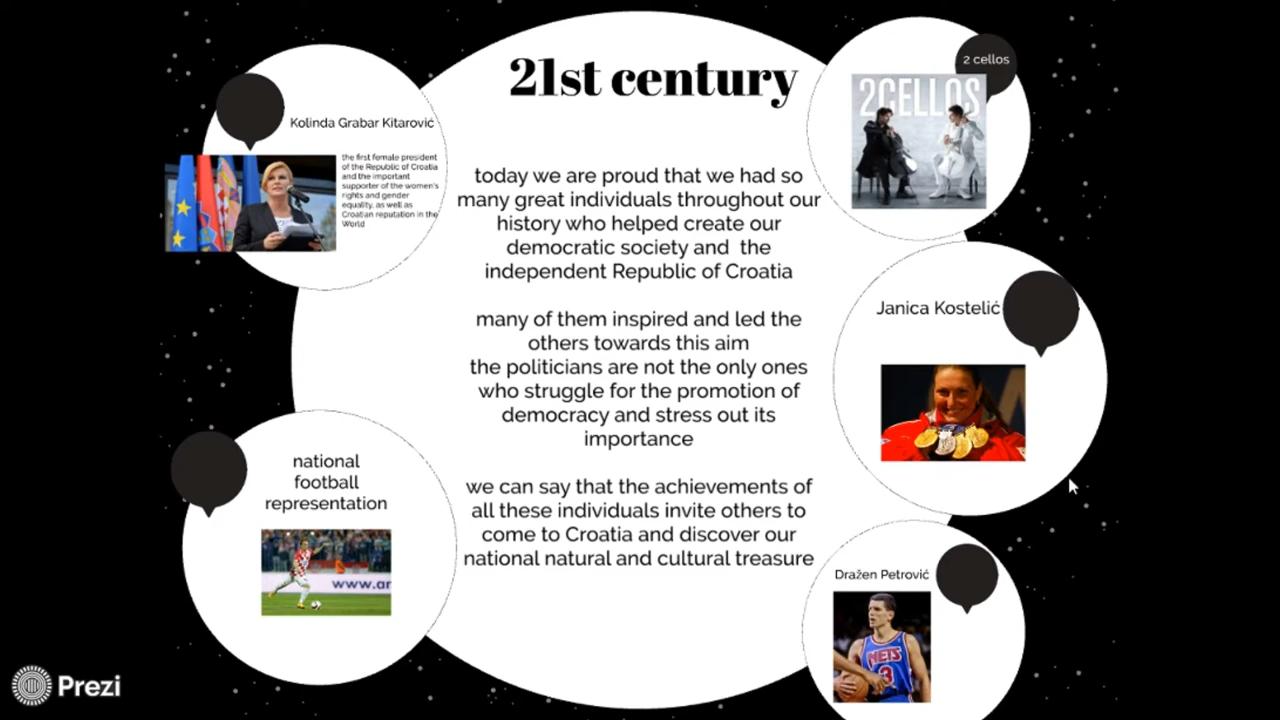 21st century
today we are proud that we had so
many great individuals throughout our
history who helped create our
democratic society and  the
independent Republic of Croatia
many of them inspired and led the
others towards this aim
the politicians are not the only ones
who struggle for the promotion of
democracy and stress out its
importance
we can say that the achievements of
all these individuals invite others to
come to Croatia and discover our
national natural and cultural treasure
Kolinda Grabar Kitarović
the first female president
of the Republic of Croatia
and the important
supporter of the women's
rights and gender
equality, as well as
Croatian reputation in the
World
national
football
representation
www.ar
2 cellos
2CELLOS
Janica Kostelić
Dražen Petrović
NETS
3
Prezi